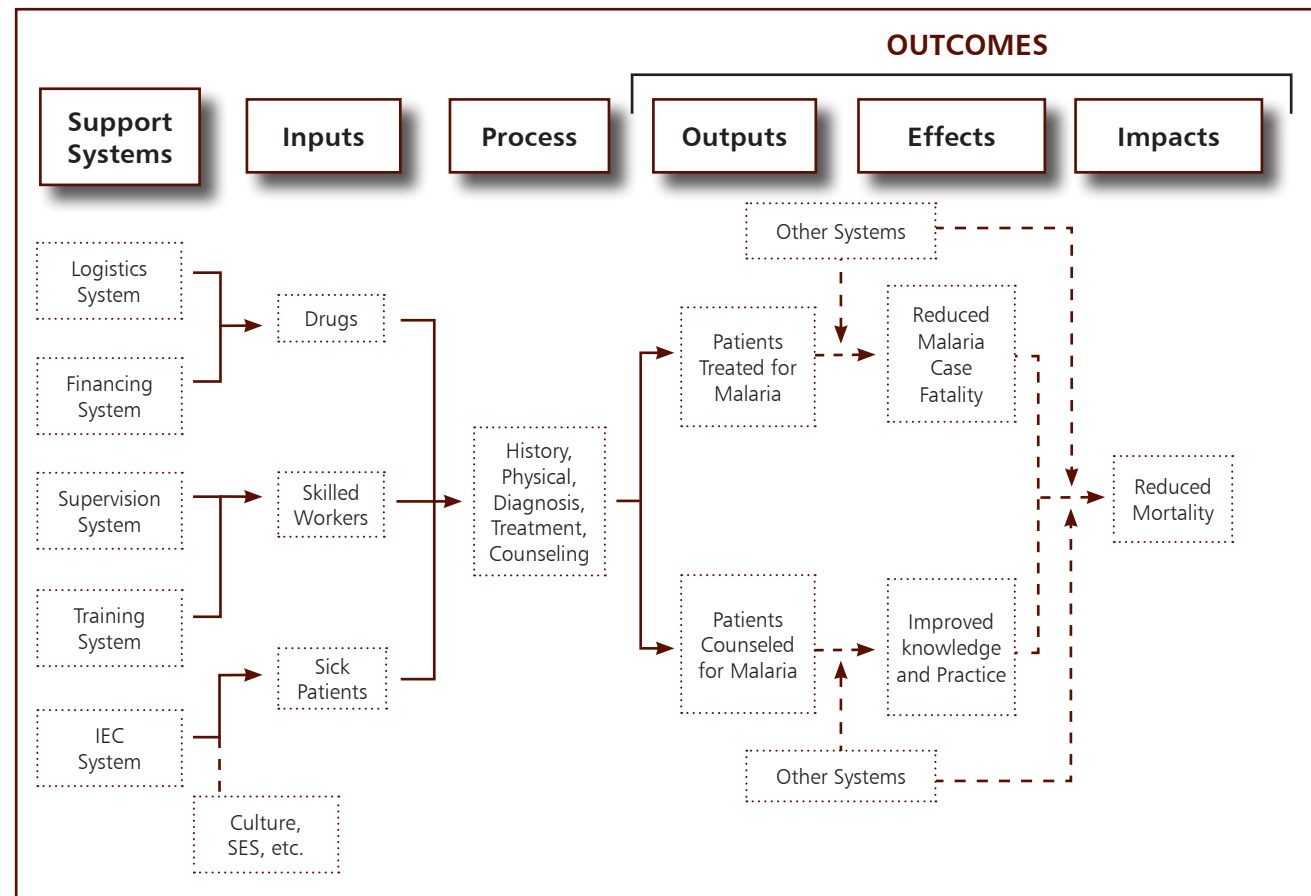 OUTCOMES
Support
Systems
Inputs
Process
Outputs
Effects
Impacts
Logistics
System
Financing
System
Supervision
System
Training
System
IEC
System
Culture,
SES, etc.
Drugs
Skilled
Workers
Sick
Patients
History,
Physical,
Diagnosis,
Treatment,
Counseling
Other Systems
Patients
Treated for
Malaria
Reduced
Malaria
Case
Fatality
Patients
Counseled
for Malaria
Improved
knowledge
and Practice
Other Systems
Reduced
Mortality